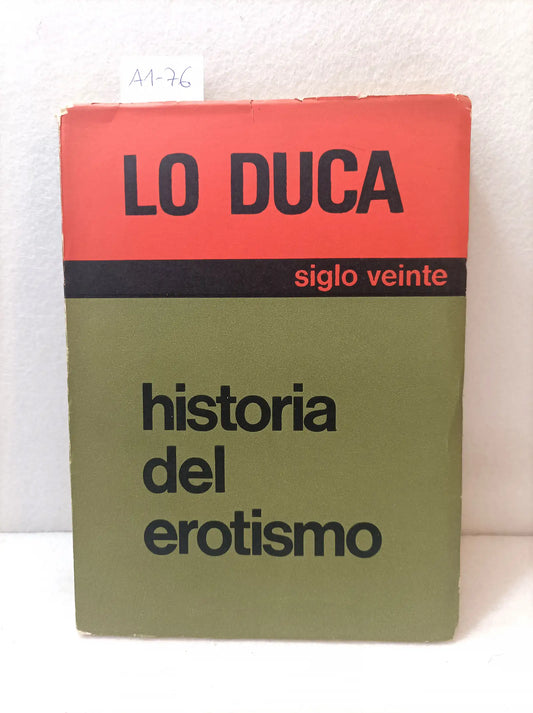 A1-76
LO DUCA
siglo veinte
historia
del
erotismo